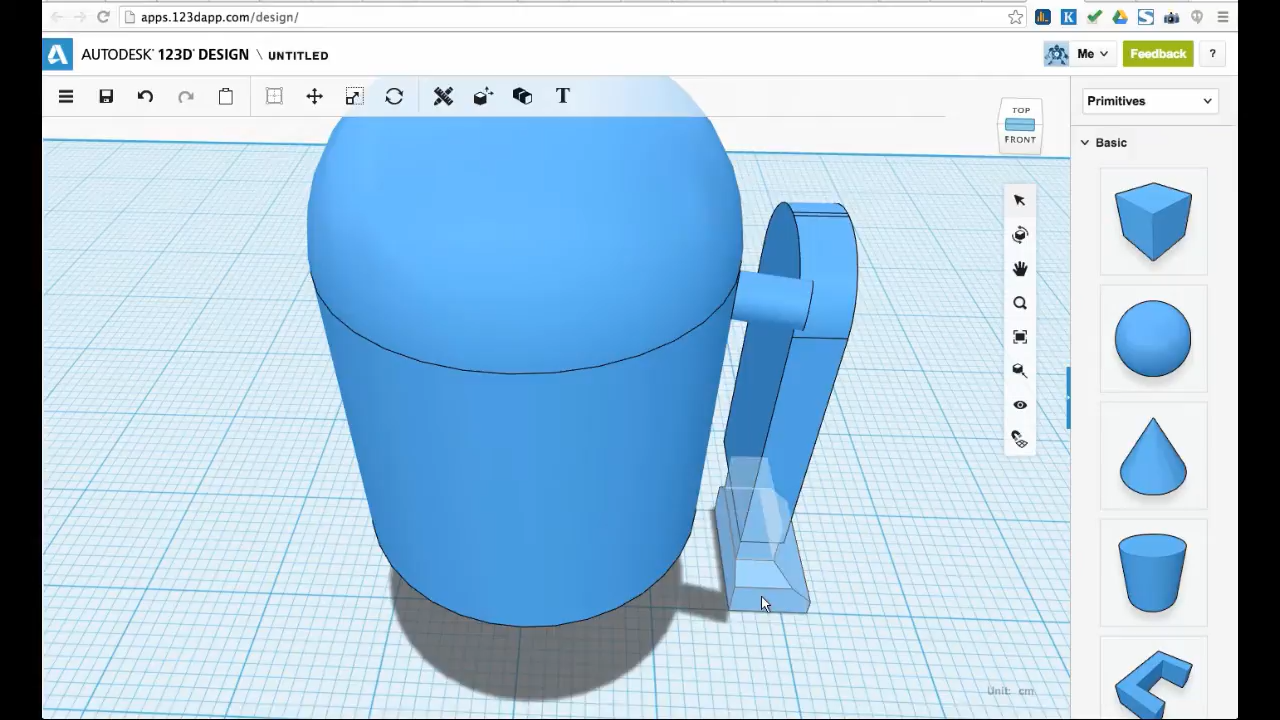 apps.123dapp.com/design/
AUTODESK® 123D® DESIGN \ UNTITLED
Me
Feedback
?
T
Primitives
TOP
FRONT
Basic
Unit: cm